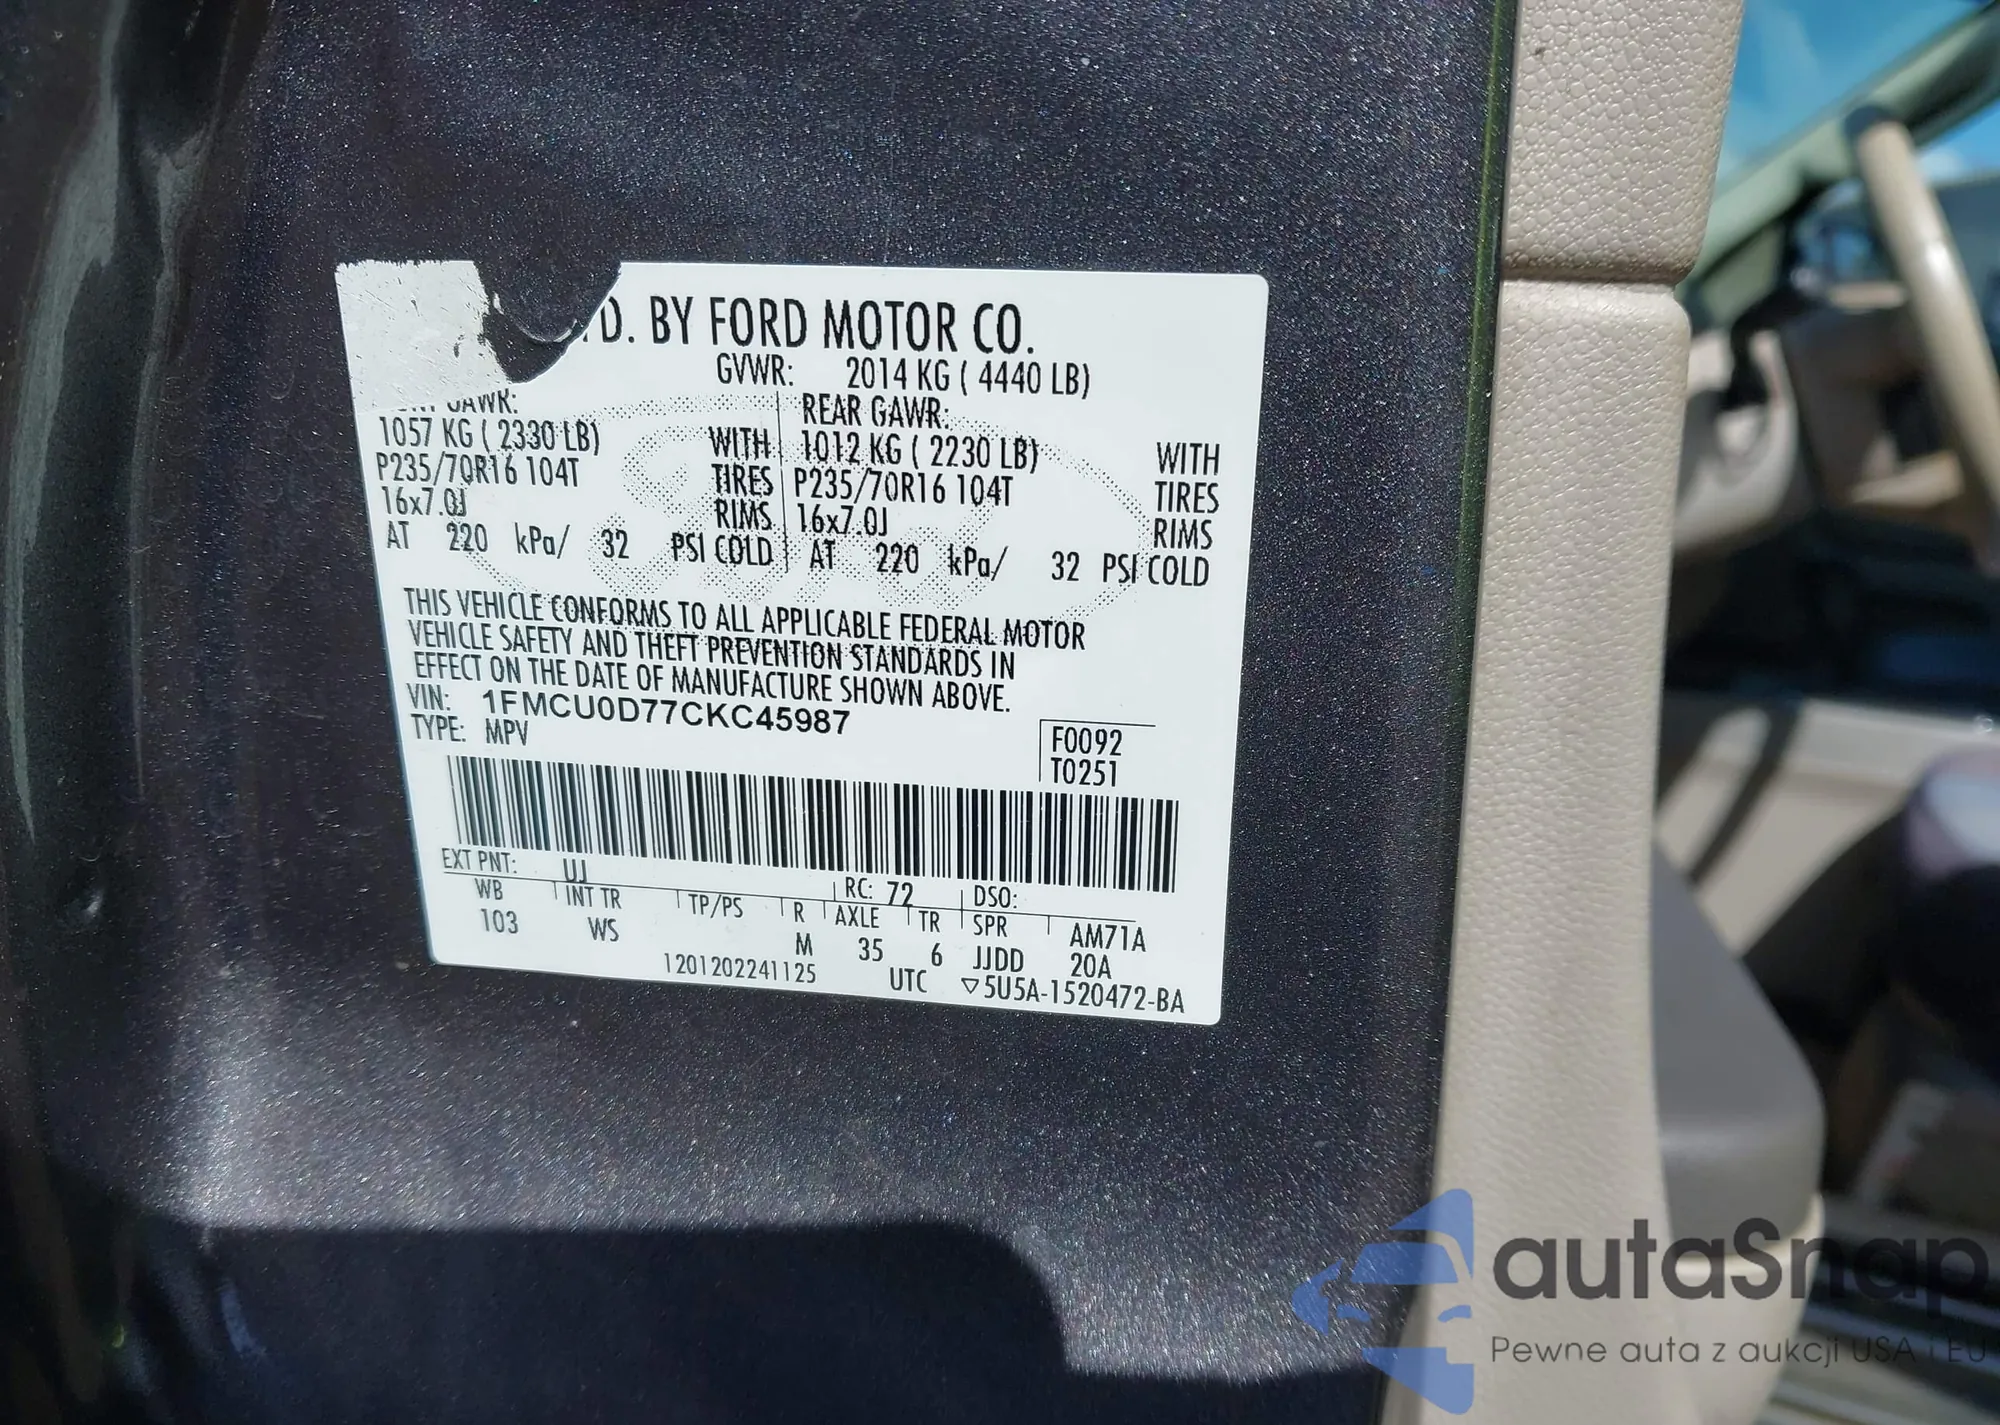 D. BY FORD MOTOR CO.
GVWR: 2014 KG ( 4440 LB)
GAWR: REAR GAWR:
1057 KG ( 2330 LB) WITH 1012 KG ( 2230 LB) WITH
P235/70R16 104T TIRES P235/70R16 104T TIRES
16x7.0J RIMS 16x7.0J RIMS
AT 220 kPa/ 32 PSI COLD AT 220 kPa/ 32 PSI COLD
THIS VEHICLE CONFORMS TO ALL APPLICABLE FEDERAL MOTOR
VEHICLE SAFETY AND THEFT PREVENTION STANDARDS IN
EFFECT ON THE DATE OF MANUFACTURE SHOWN ABOVE.
VIN: 1FMCU0D77CKC45987
TYPE: MPV
F0092
T0251
EXT PNT: UJ RC: 72 DSO:
WB INT TR TP/PS R AXLE TR SPR AM71A
103 WS M 35 6 JJDD 20A
1201202241125 UTC ▽5U5A-1520472-BA
autaSnap
Pewne auta z aukcji USA i EU